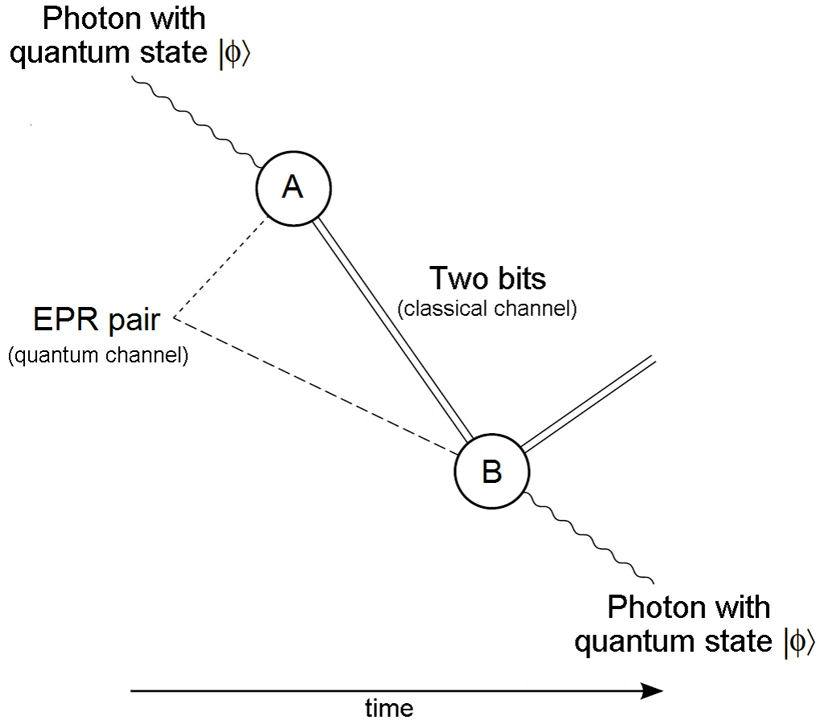 Photon with
quantum state |ϕ⟩
A
Two bits
(classical channel)
EPR pair
(quantum channel)
B
Photon with
quantum state |ϕ⟩
time